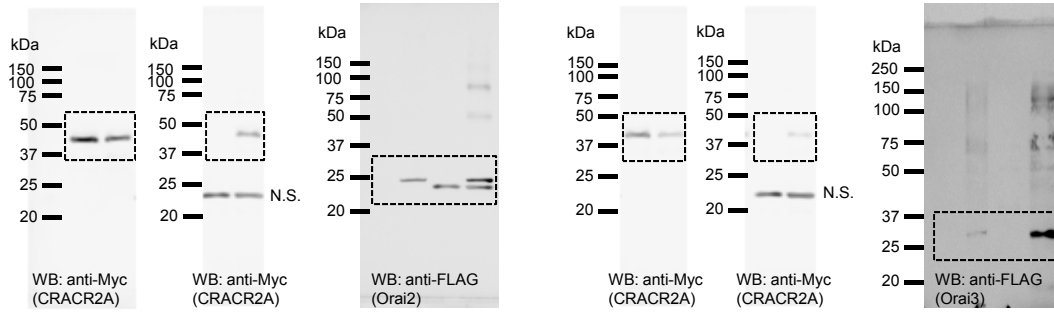 kDa
150
100
75
50
37
25
20
WB: anti-Myc
(CRACR2A)
kDa
150
100
75
50
37
25
20
N.S.
WB: anti-Myc
(CRACR2A)
kDa
150
100
75
50
37
25
20
WB: anti-FLAG
(Orai2)
kDa
150
100
75
50
37
25
20
WB: anti-Myc
(CRACR2A)
kDa
150
100
75
50
37
25
20
N.S.
WB: anti-Myc
(CRACR2A)
kDa
250
150
100
75
50
37
25
20
WB: anti-FLAG
(Orai3)